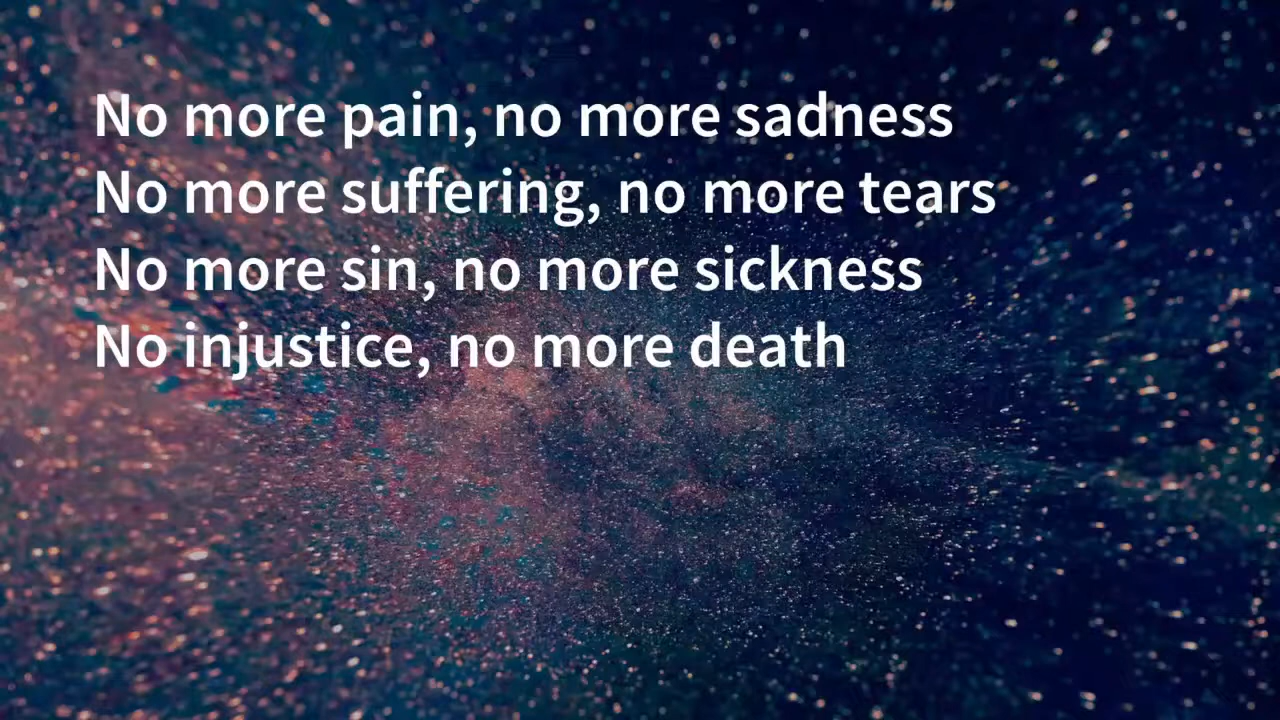 No more pain, no more sadness
No more suffering, no more tears
No more sin, no more sickness
No injustice, no more death